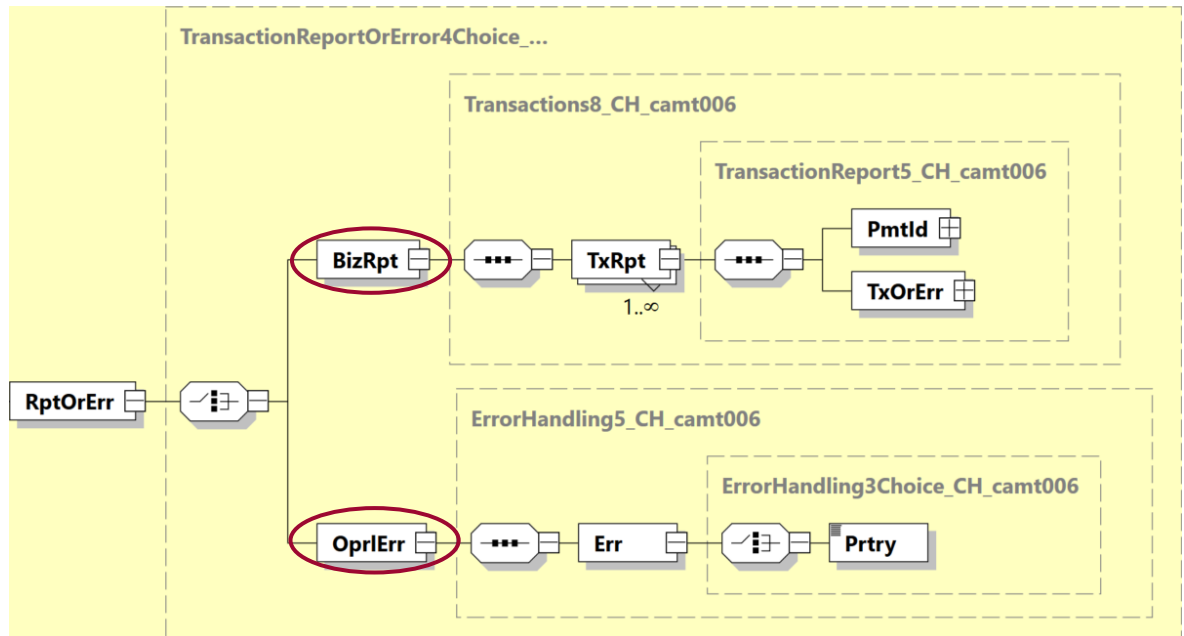 TransactionReportOrError4Choice_...
Transactions8_CH_camt006
TransactionReport5_CH_camt006
PmtId
BizRpt
TxRpt
TxOrErr
1..∞
RptOrErr
ErrorHandling5_CH_camt006
ErrorHandling3Choice_CH_camt006
OprlErr
Err
Prtry